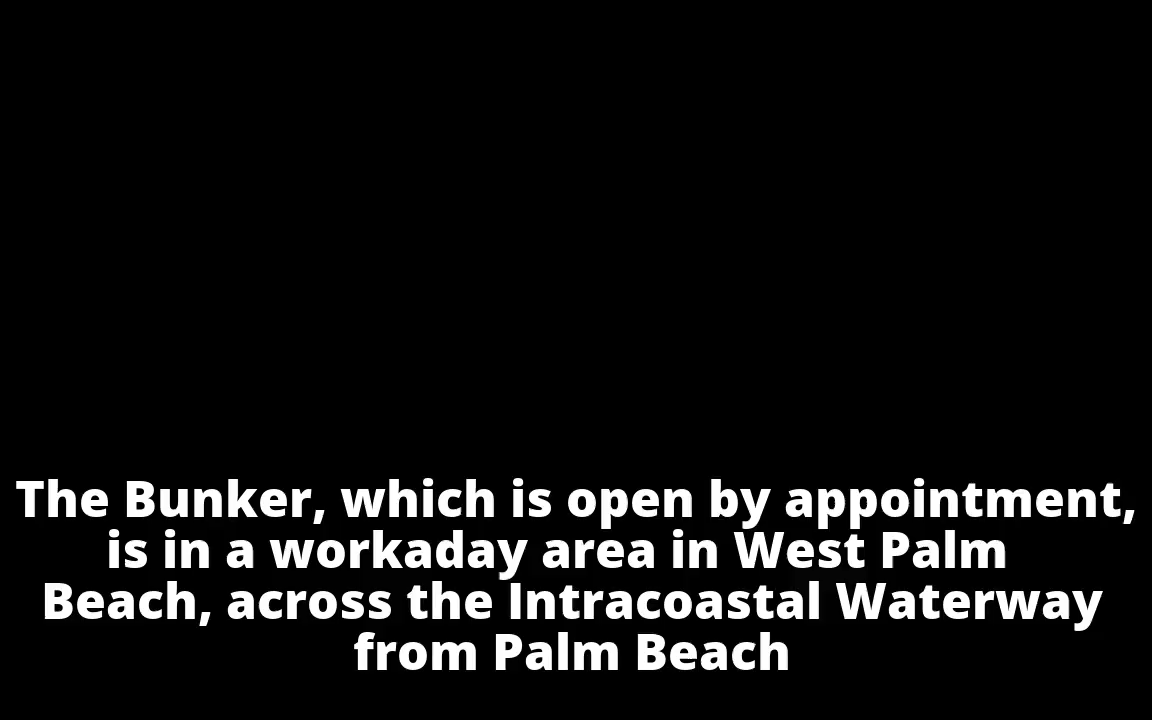 The Bunker, which is open by appointment,
is in a workaday area in West Palm
Beach, across the Intracoastal Waterway
from Palm Beach